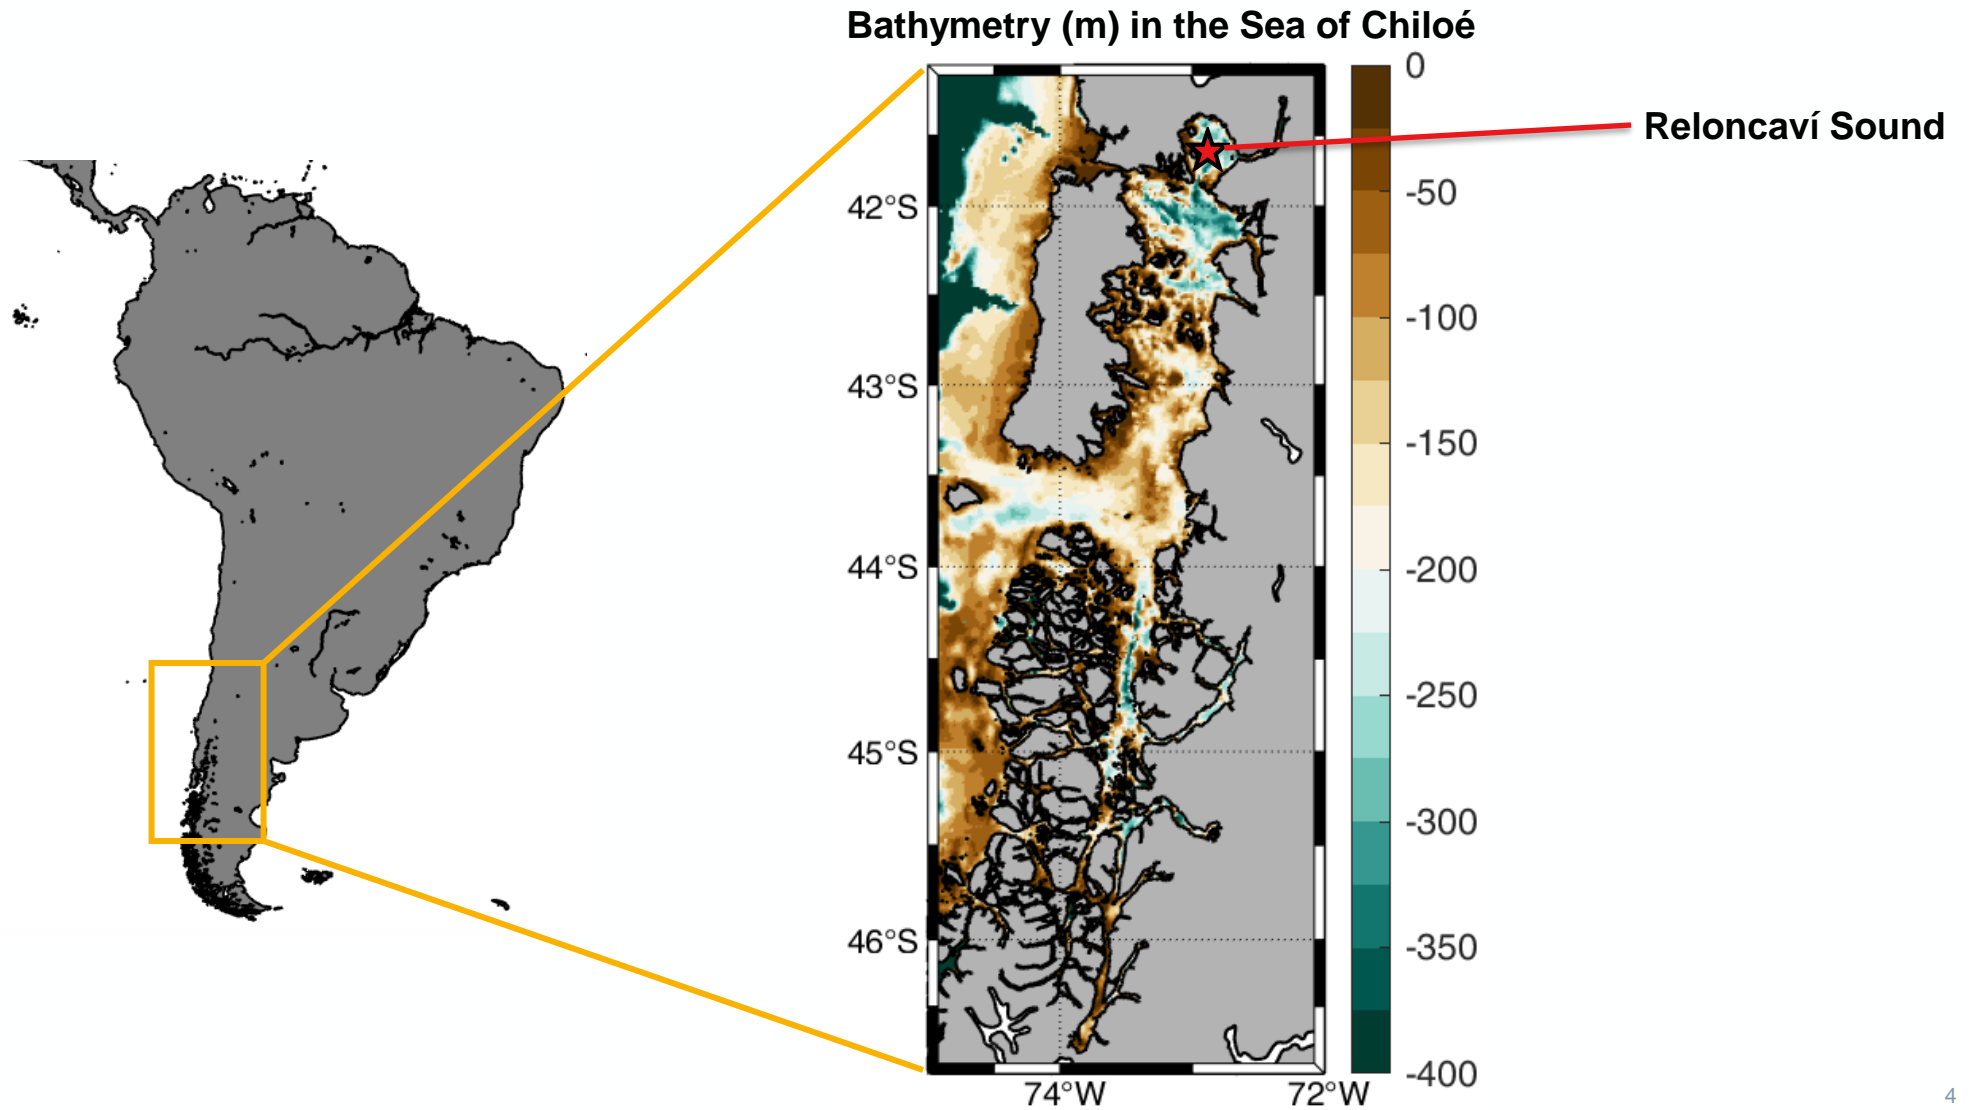 Bathymetry (m) in the Sea of Chiloé
0
Reloncaví Sound
-50
42°S
-100
43°S
-150
-200
44°S
-250
45°S
-300
46°S
-350
-400
74°W
72°W
4